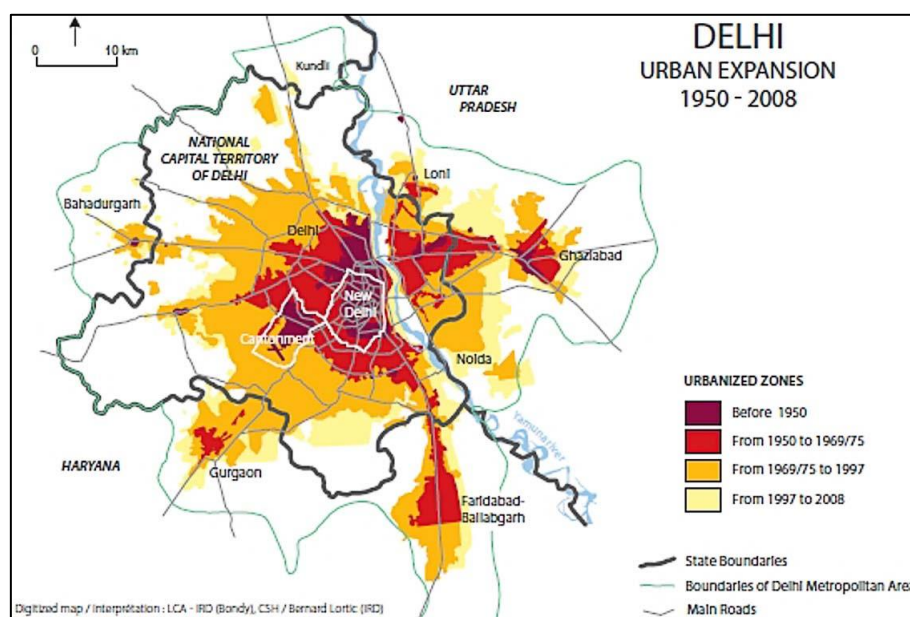 DELHI
URBAN EXPANSION
1950 - 2008
0 10 km
Kundli
UTTAR
PRADESH
NATIONAL
CAPITAL TERRITORY
OF DELHI
Loni
Bahadurgarh
Delhi
Ghaziabad
New
Delhi
Cantonment
Noida
Yamuna river
HARYANA
Gurgaon
Faridabad-
Ballabgarh
URBANIZED ZONES
Before 1950
From 1950 to 1969/75
From 1969/75 to 1997
From 1997 to 2008
State Boundaries
Boundaries of Delhi Metropolitan Area
Main Roads
Digitized map / Interprétation : LCA - IRD (Bondy), CSH / Bernard Lortic (IRD)